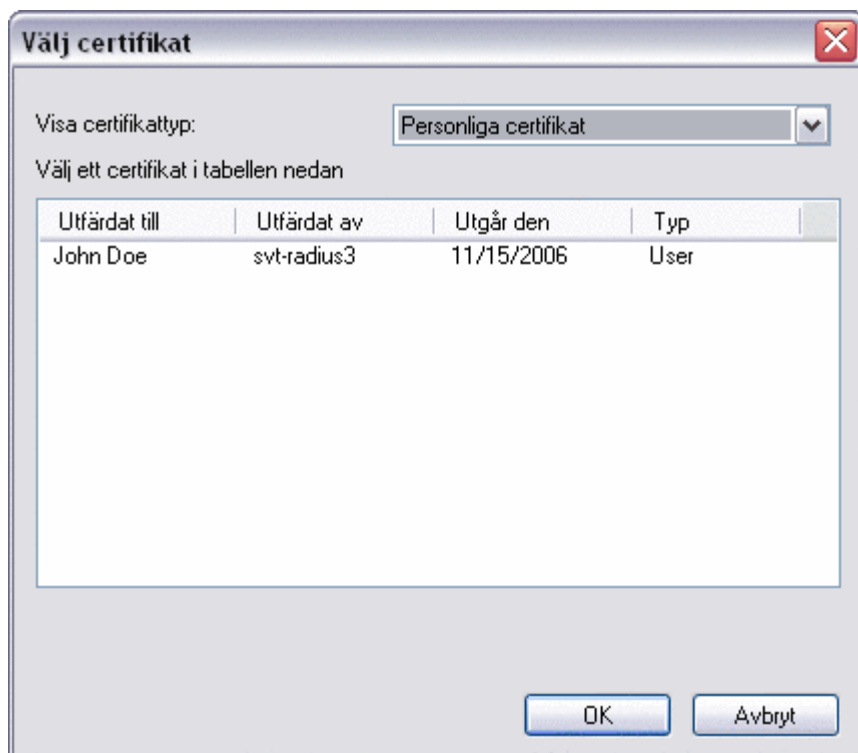 Välj certifikat
Visa certifikattyp: Personliga certifikat
Välj ett certifikat i tabellen nedan
Utfärdat till Utfärdat av Utgår den Typ
John Doe svt-radius3 11/15/2006 User
OK Avbryt